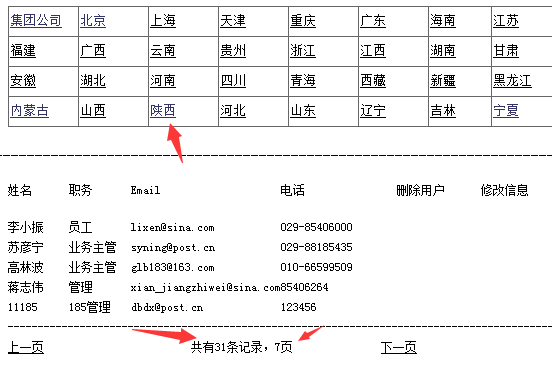 集团公司 北京 上海 天津 重庆 广东 海南 江苏
福建 广西 云南 贵州 浙江 江西 湖南 甘肃
安徽 湖北 河南 四川 青海 西藏 新疆 黑龙江
内蒙古 山西 陕西 河北 山东 辽宁 吉林 宁夏
姓名 职务 Email 电话 删除用户 修改信息
李小振 员工 lixen@sina.com 029-85406000
苏彦宁 业务主管 syning@post.cn 029-88185435
高林波 业务主管 glb183@163.com 010-66599509
蒋志伟 管理 xian_jiangzhiwei@sina.com85406264
11185 185管理 dbdx@post.cn 123456
上一页 共有31条记录，7页 下一页